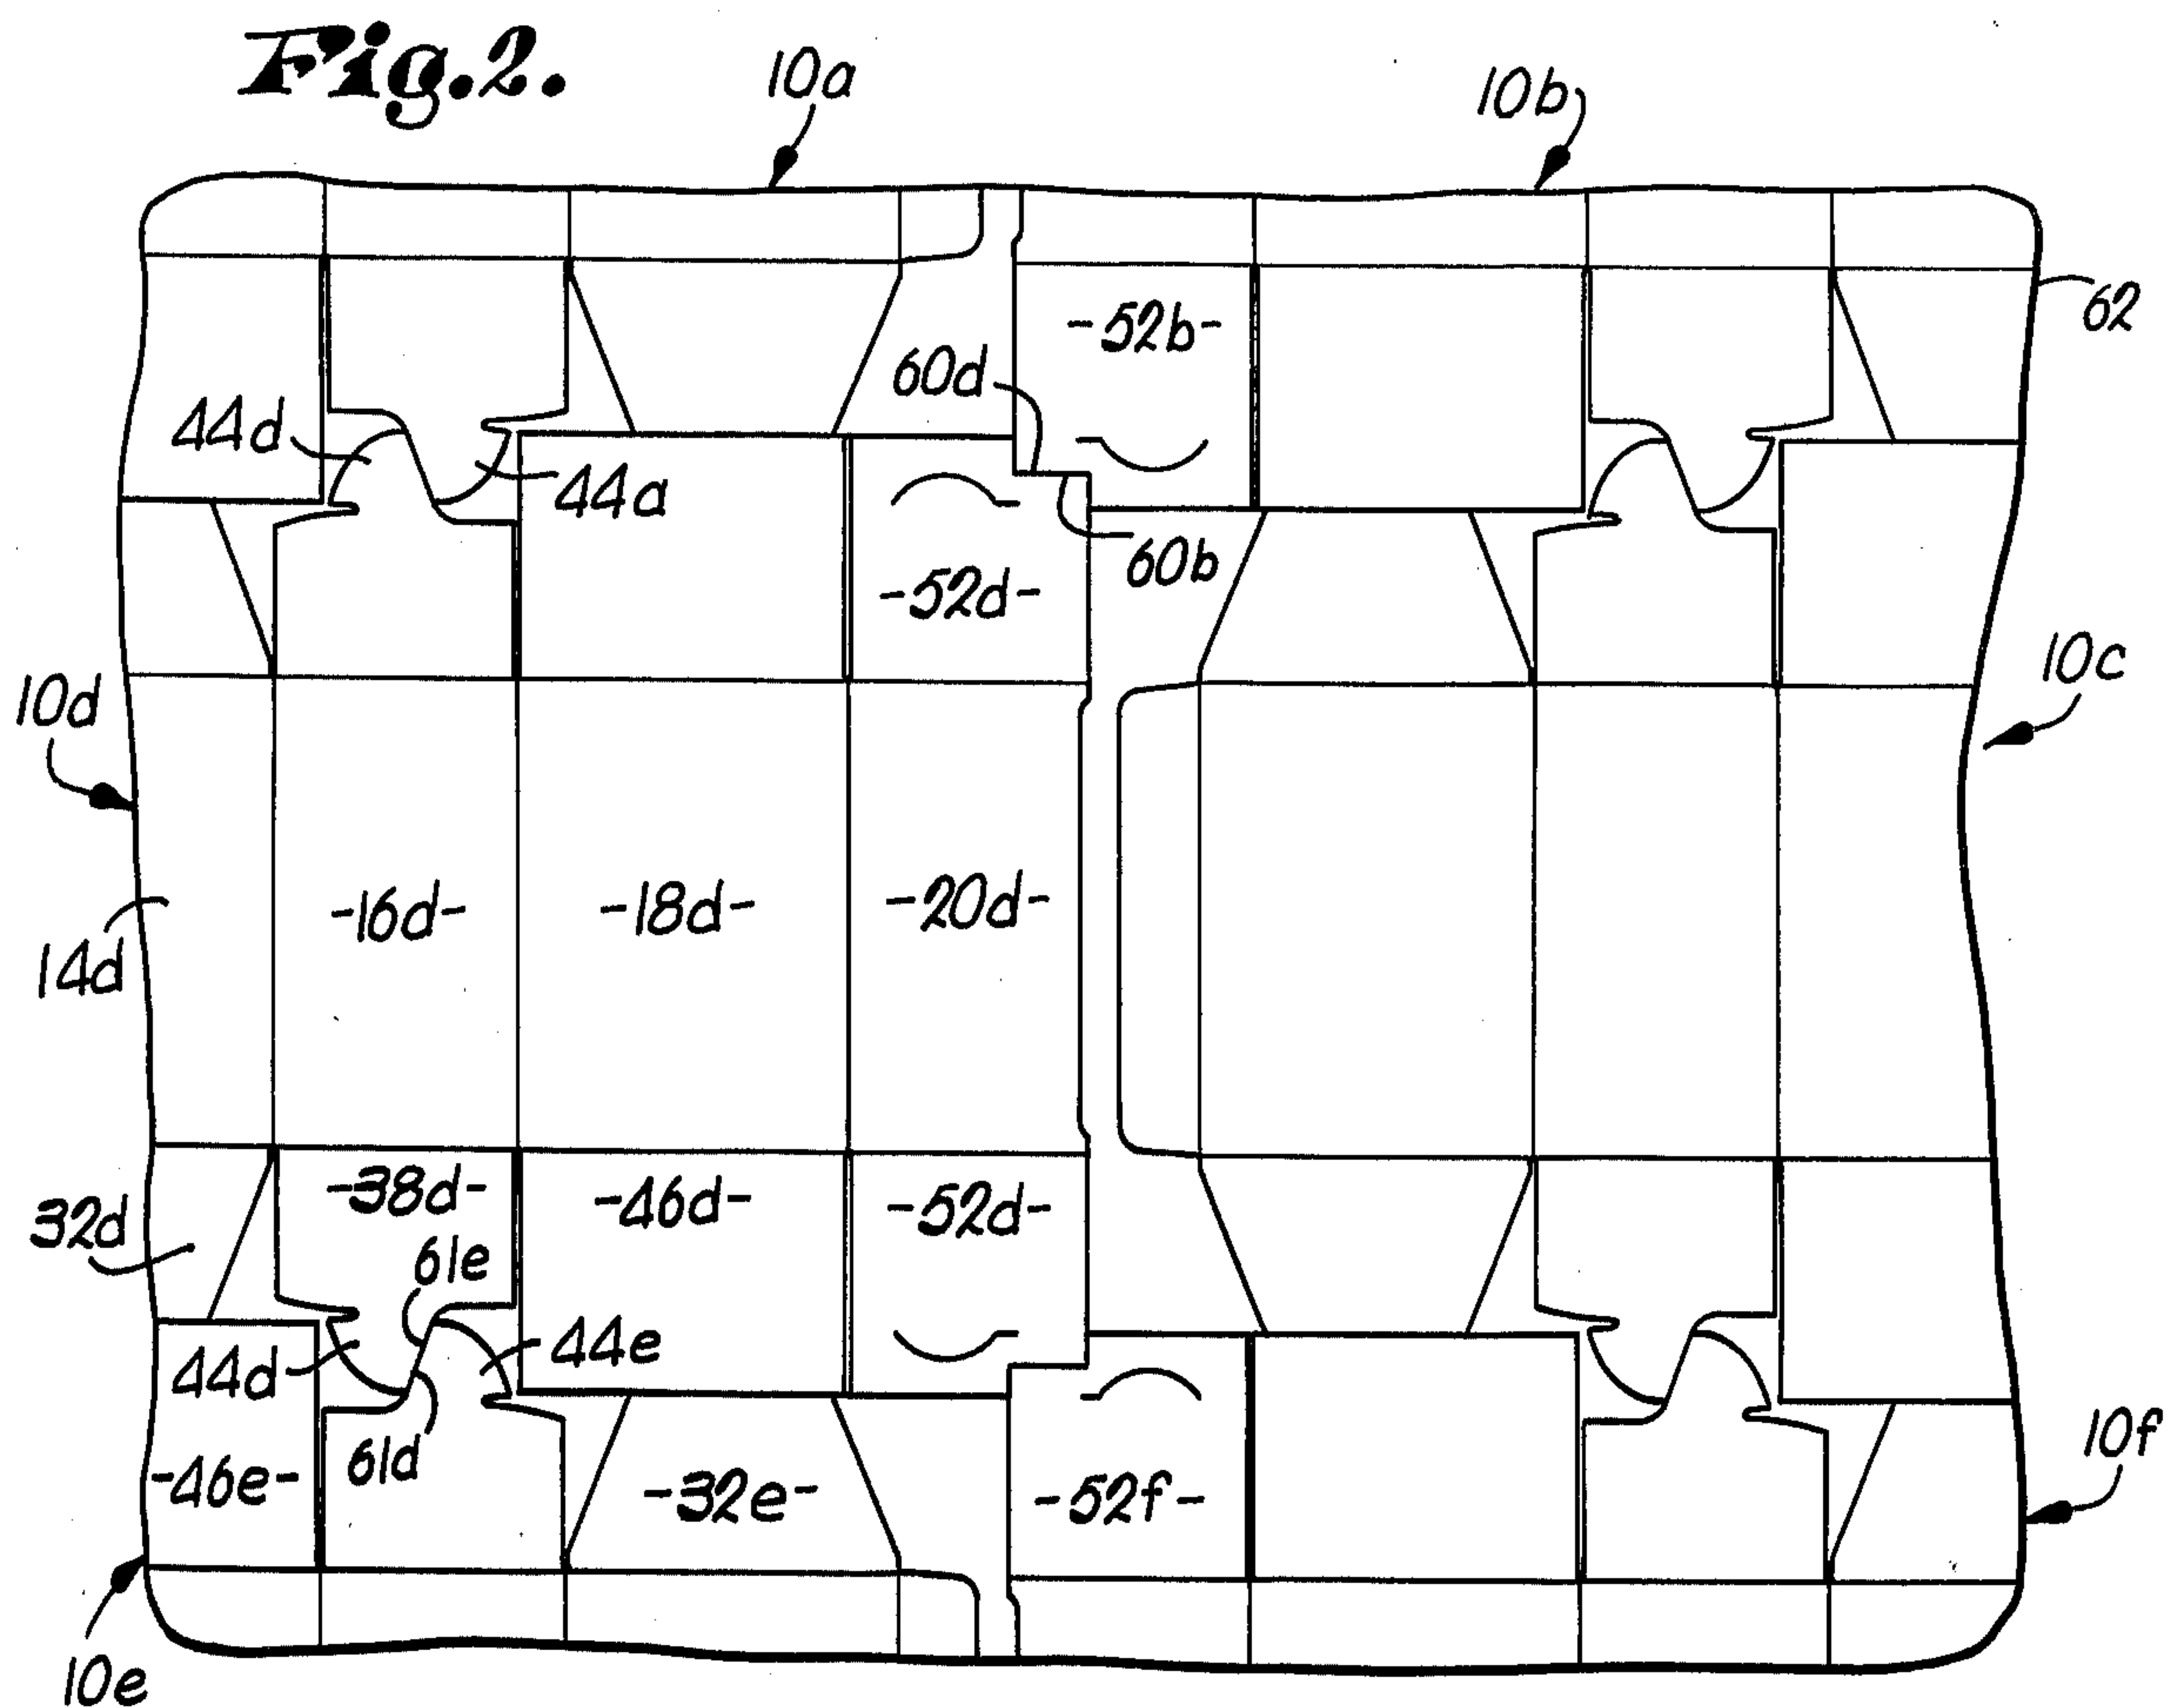 Fig.2.
10a
10b
-52b-
62
60d
44d
44a
60b
-52d-
10c
10d
-16d-
-18d-
-20d-
14d
-38d-
-46d-
-52d-
32d
61e
44d
44e
61d
-46e-
-32e-
-52f-
10f
10e